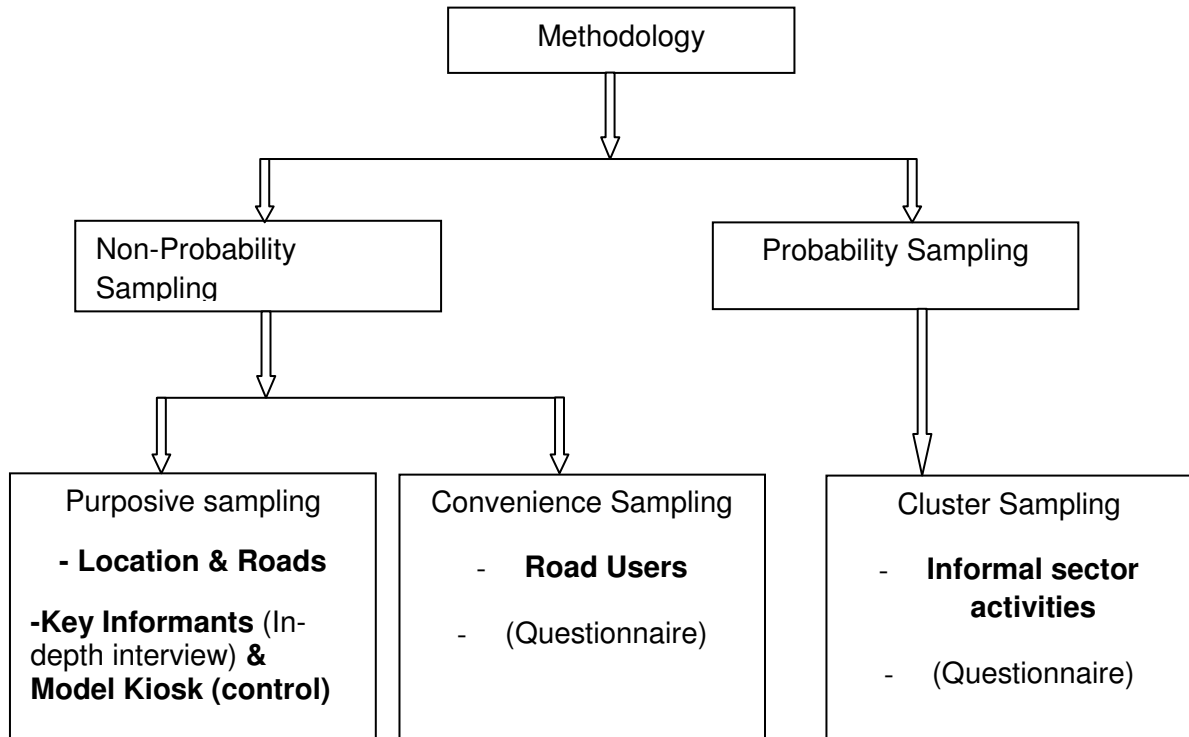 Methodology
Non-Probability
Sampling
Probability Sampling
Purposive sampling
- Location & Roads
-Key Informants (In-
depth interview) &
Model Kiosk (control)
Convenience Sampling
- Road Users
- (Questionnaire)
Cluster Sampling
- Informal sector
activities
- (Questionnaire)